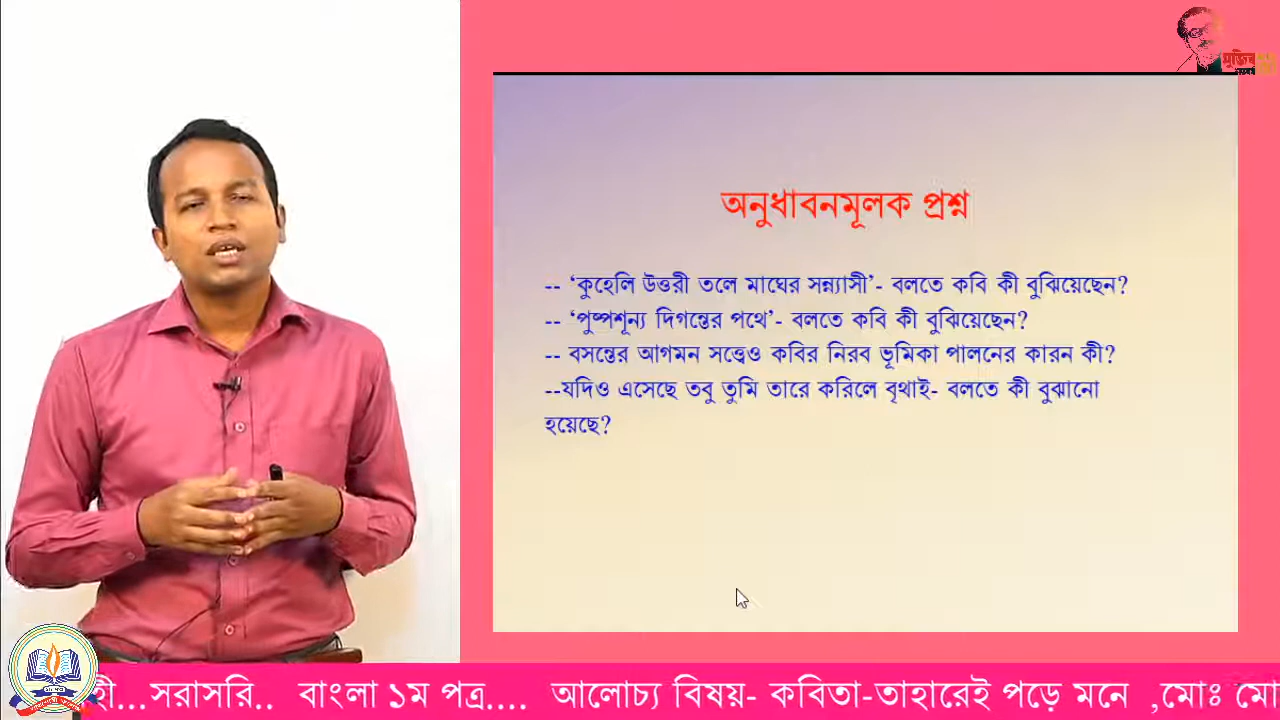 মুজিব
অনুধাবনমূলক প্রশ্ন
-- ‘কুহেলি উত্তরী তলে মাঘের সন্ন্যাসী’- বলতে কবি কী বুঝিয়েছেন?
-- ‘পুষ্পশূন্য দিগন্তের পথে’- বলতে কবি কী বুঝিয়েছেন?
-- বসন্তের আগমন সত্ত্বেও কবির নিরব ভূমিকা পালনের কারন কী?
--যদিও এসেছে তবু তুমি তারে করিলে বৃথাই- বলতে কী বুঝানো
হয়েছে?
হী...সরাসরি.. বাংলা ১ম পত্র.... আলোচ্য বিষয়- কবিতা-তাহারেই পড়ে মনে ,মোঃ মো